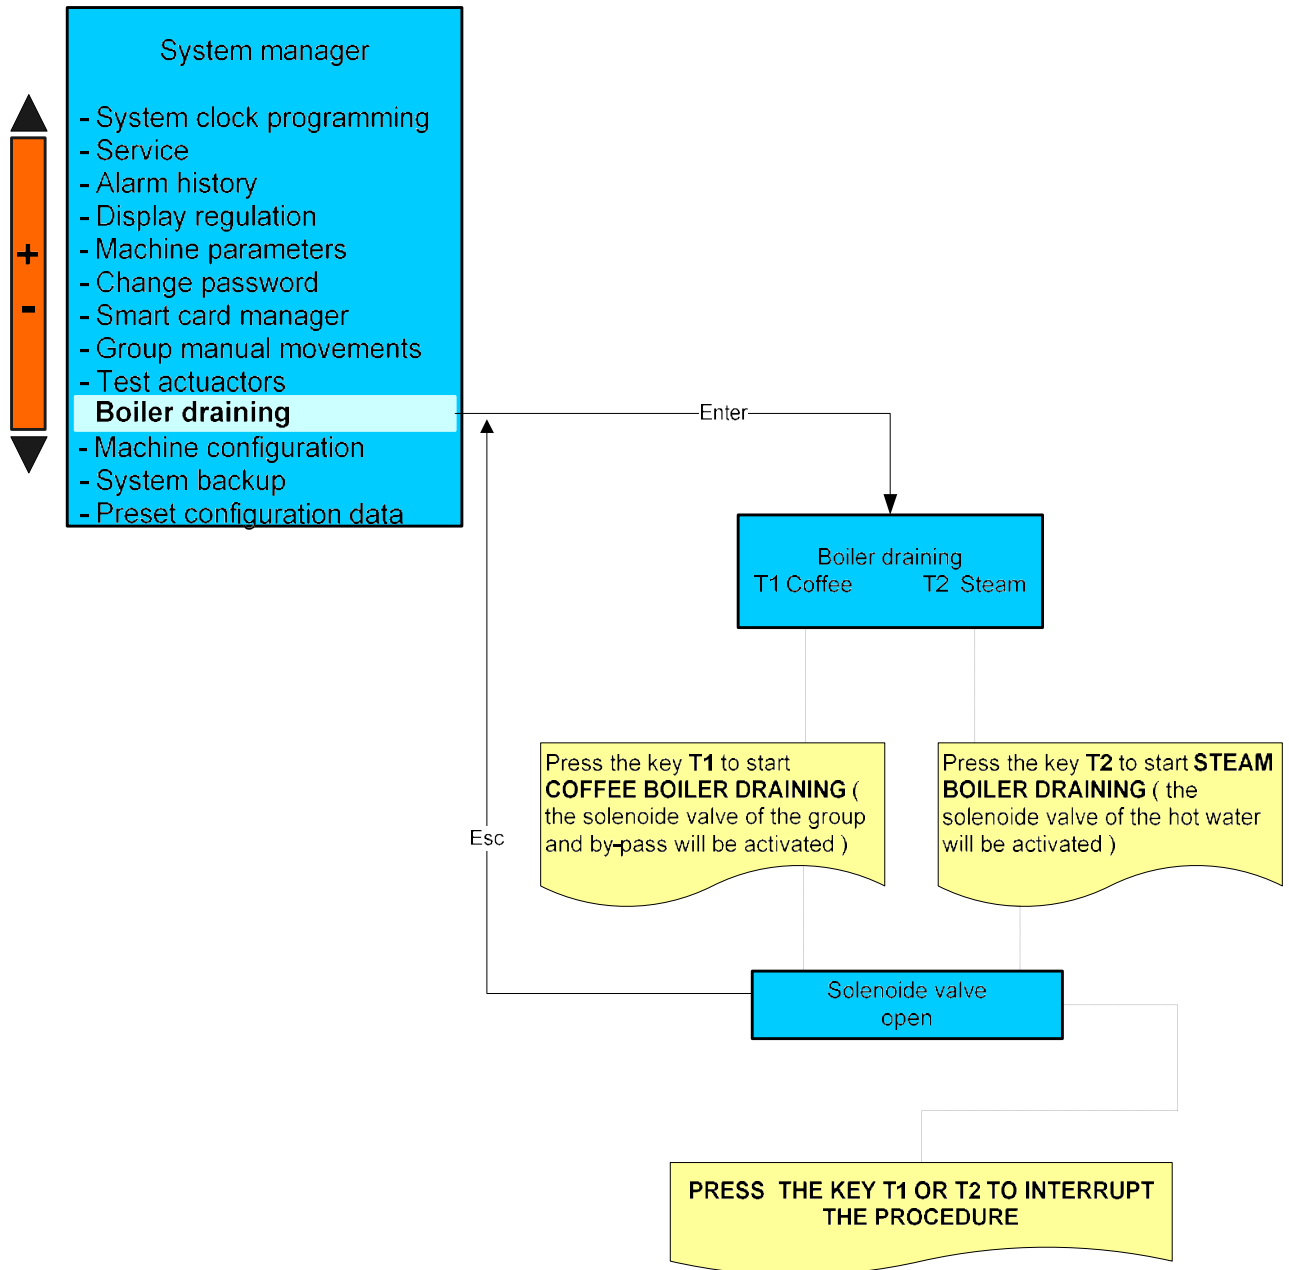 System manager
- System clock programming
- Service
- Alarm history
- Display regulation
- Machine parameters
- Change password
- Smart card manager
- Group manual movements
- Test actuactors
Boiler draining
- Machine configuration
- System backup
- Preset configuration data
+
-
Enter
Boiler draining
T1 Coffee T2 Steam
Press the key T1 to start
COFFEE BOILER DRAINING (
the solenoide valve of the group
and by-pass will be activated )
Press the key T2 to start STEAM
BOILER DRAINING ( the
solenoide valve of the hot water
will be activated )
Esc
Solenoide valve
open
PRESS THE KEY T1 OR T2 TO INTERRUPT
THE PROCEDURE